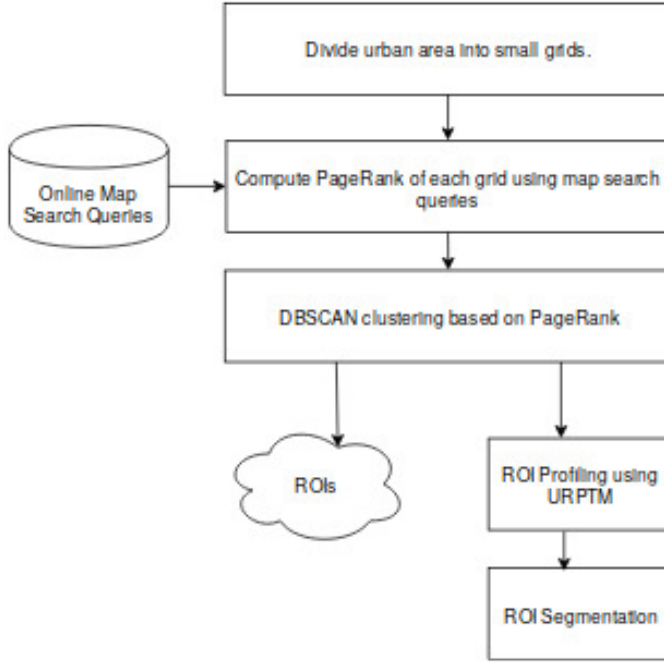 Divide urban area into small grids.
Online Map
Search Queries
Compute PageRank of each grid using map search
queries
DBSCAN clustering based on PageRank
ROIs
ROI Profiling using
URPTM
ROI Segmentation